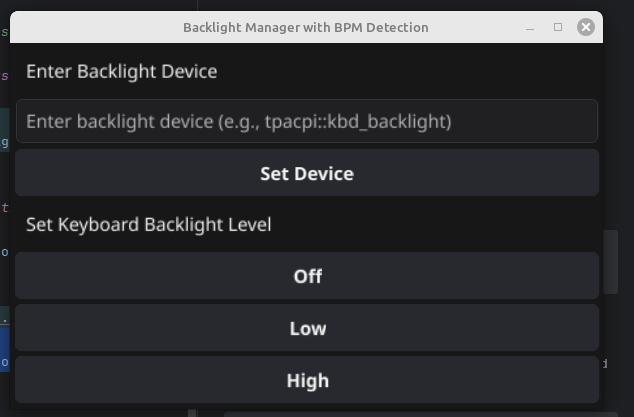 Backlight Manager with BPM Detection
Enter Backlight Device
Enter backlight device (e.g., tpacpi::kbd_backlight)
Set Device
Set Keyboard Backlight Level
Off
Low
High